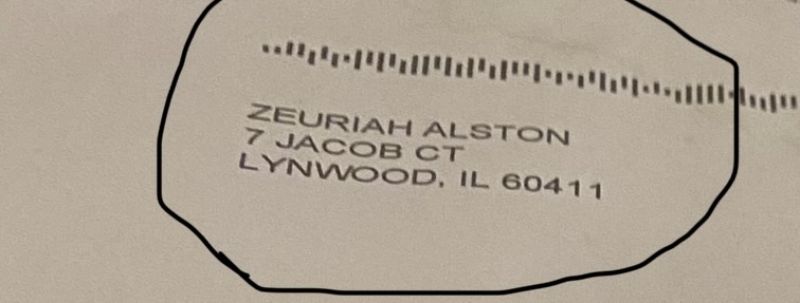 ZEURIAH ALSTON
7 JACOB CT
LYNWOOD, IL 60411